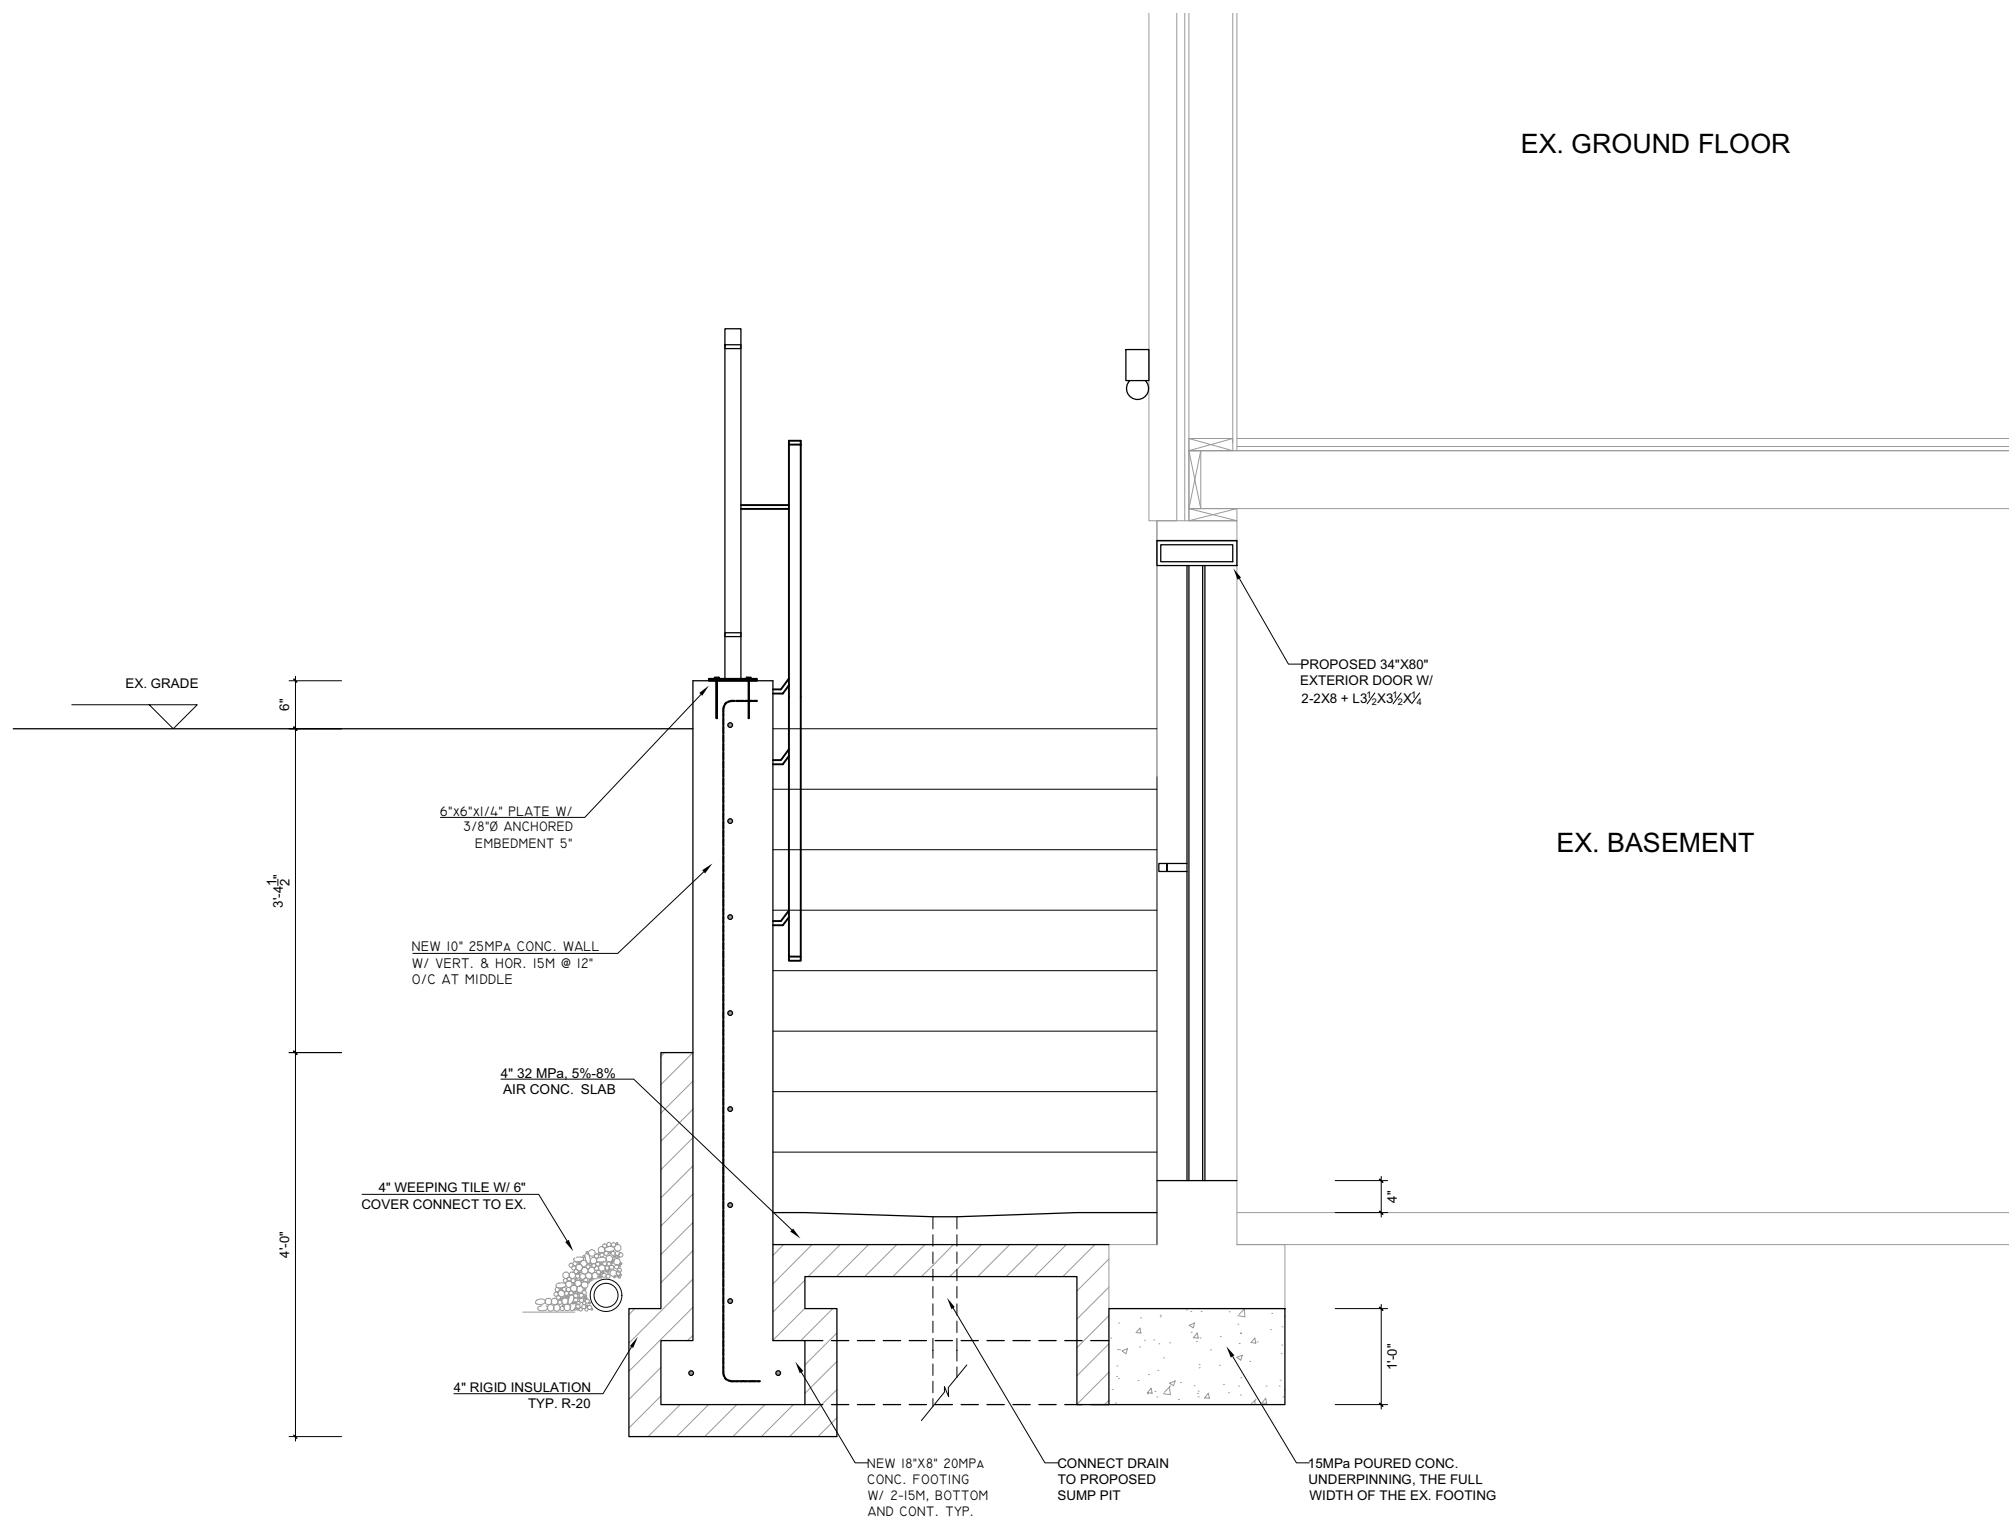 EX. GROUND FLOOR
PROPOSED 34"X80"
EXTERIOR DOOR W/
2-2X8 + L3½X3½X¼
EX. GRADE
6"
6"x6"x1/4" PLATE W/
3/8"Ø ANCHORED
EMBEDMENT 5"
EX. BASEMENT
3'-4½"
NEW 10" 25MPA CONC. WALL
W/ VERT. & HOR. 15M @ 12"
O/C AT MIDDLE
4" 32 MPa, 5%-8%
AIR CONC. SLAB
4" WEEPING TILE W/ 6"
COVER CONNECT TO EX.
4"
4'-0"
1'-0"
4" RIGID INSULATION
TYP. R-20
N
NEW 18"X8" 20MPA
CONC. FOOTING
W/ 2-15M, BOTTOM
AND CONT. TYP.
CONNECT DRAIN
TO PROPOSED
SUMP PIT
15MPa POURED CONC.
UNDERPINNING, THE FULL
WIDTH OF THE EX. FOOTING